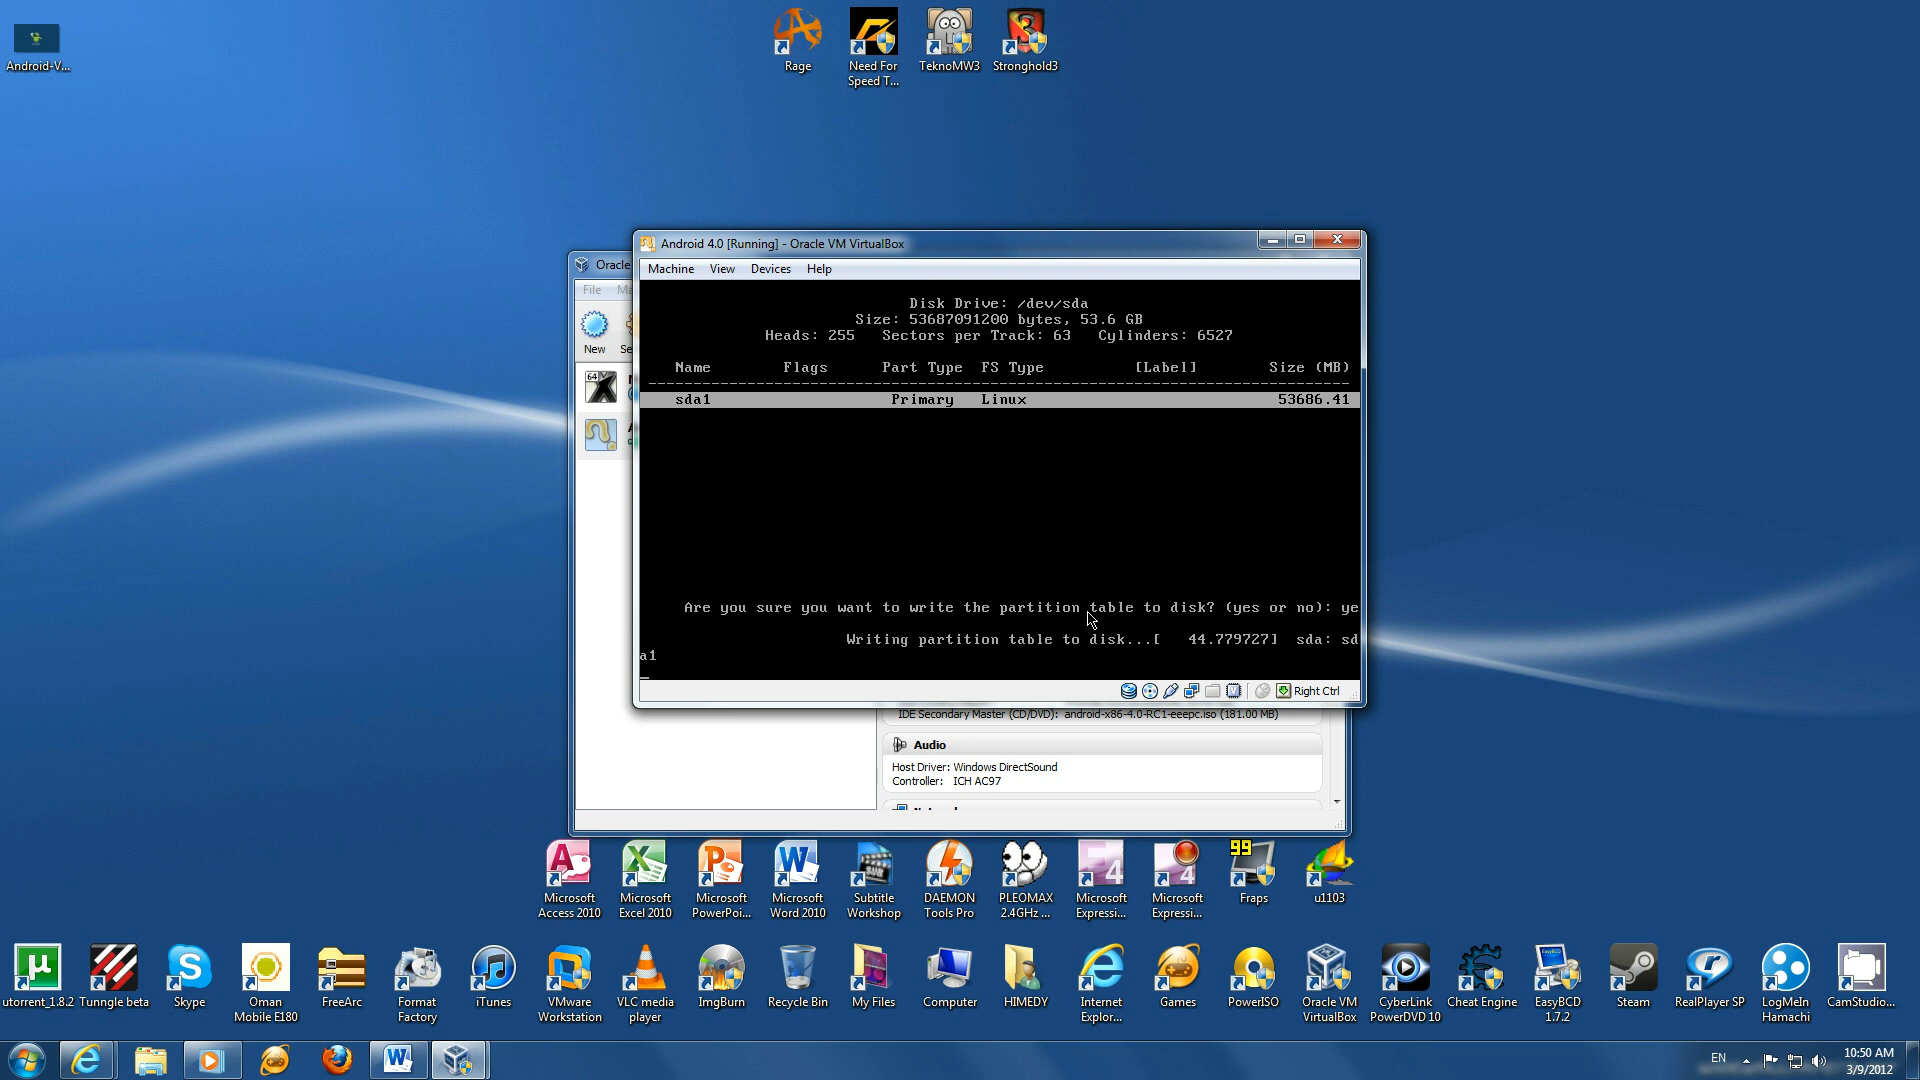 Android-V...
Rage
Need For
Speed T...
TeknoMW3
Stronghold3
Android 4.0 [Running] - Oracle VM VirtualBox
Machine View Devices Help
Oracle
File
New
64
Disk Drive: /dev/sda
Size: 53687091200 bytes, 53.6 GB
Heads: 255 Sectors per Track: 63 Cylinders: 6527
Name Flags Part Type FS Type [Label] Size (MB)
sda1 Primary Linux 53686.41
Are you sure you want to write the partition table to disk? (yes or no): ye
Writing partition table to disk...[ 44.779727] sda: sd
a1
Right Ctrl
IDE Secondary Master (CD/DVD): android-x86-4.0-RC1-eeepc.iso (181.00 MB)
Audio
Host Driver: Windows DirectSound
Controller: ICH AC97
Microsoft
Access 2010
Microsoft
Excel 2010
Microsoft
PowerPoi...
Microsoft
Word 2010
Subtitle
Workshop
DAEMON
Tools Pro
PLEOMAX
2.4GHz ...
Microsoft
Expressi...
Microsoft
Expressi...
99
Fraps
u1103
utorrent_1.8.2
Tunngle beta
Skype
Oman
Mobile E180
FreeArc
Format
Factory
iTunes
VMware
Workstation
VLC media
player
ImgBurn
Recycle Bin
My Files
Computer
HIMEDY
Internet
Explor...
Games
PowerISO
Oracle VM
VirtualBox
CyberLink
PowerDVD 10
Cheat Engine
EasyBCD
1.7.2
Steam
RealPlayer SP
LogMeIn
Hamachi
CamStudio...
EN
10:50 AM
3/9/2012